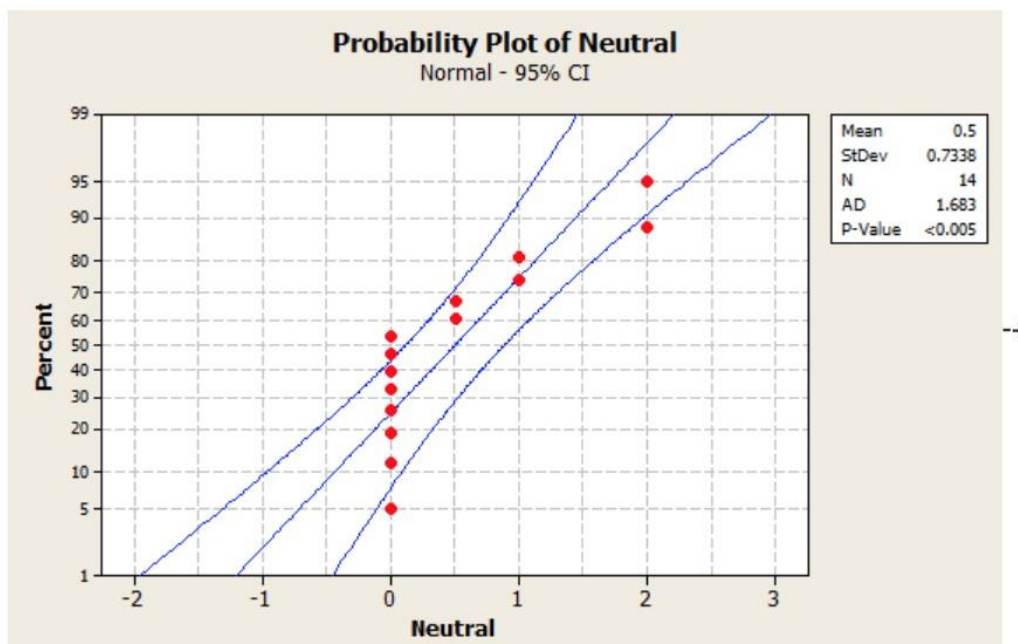 Probability Plot of Neutral
Normal - 95% CI
Mean 0.5
StDev 0.7338
N 14
AD 1.683
P-Value <0.005
99
95
90
80
70
60
50
40
30
20
10
5
1
Percent
-2 -1 0 1 2 3
Neutral